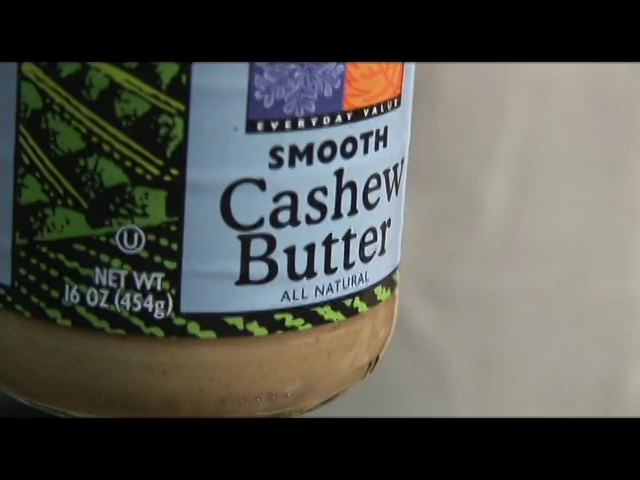 EVERYDAY VALUE
SMOOTH
Cashew
Butter
ALL NATURAL
U
NET WT
16 OZ (454g)